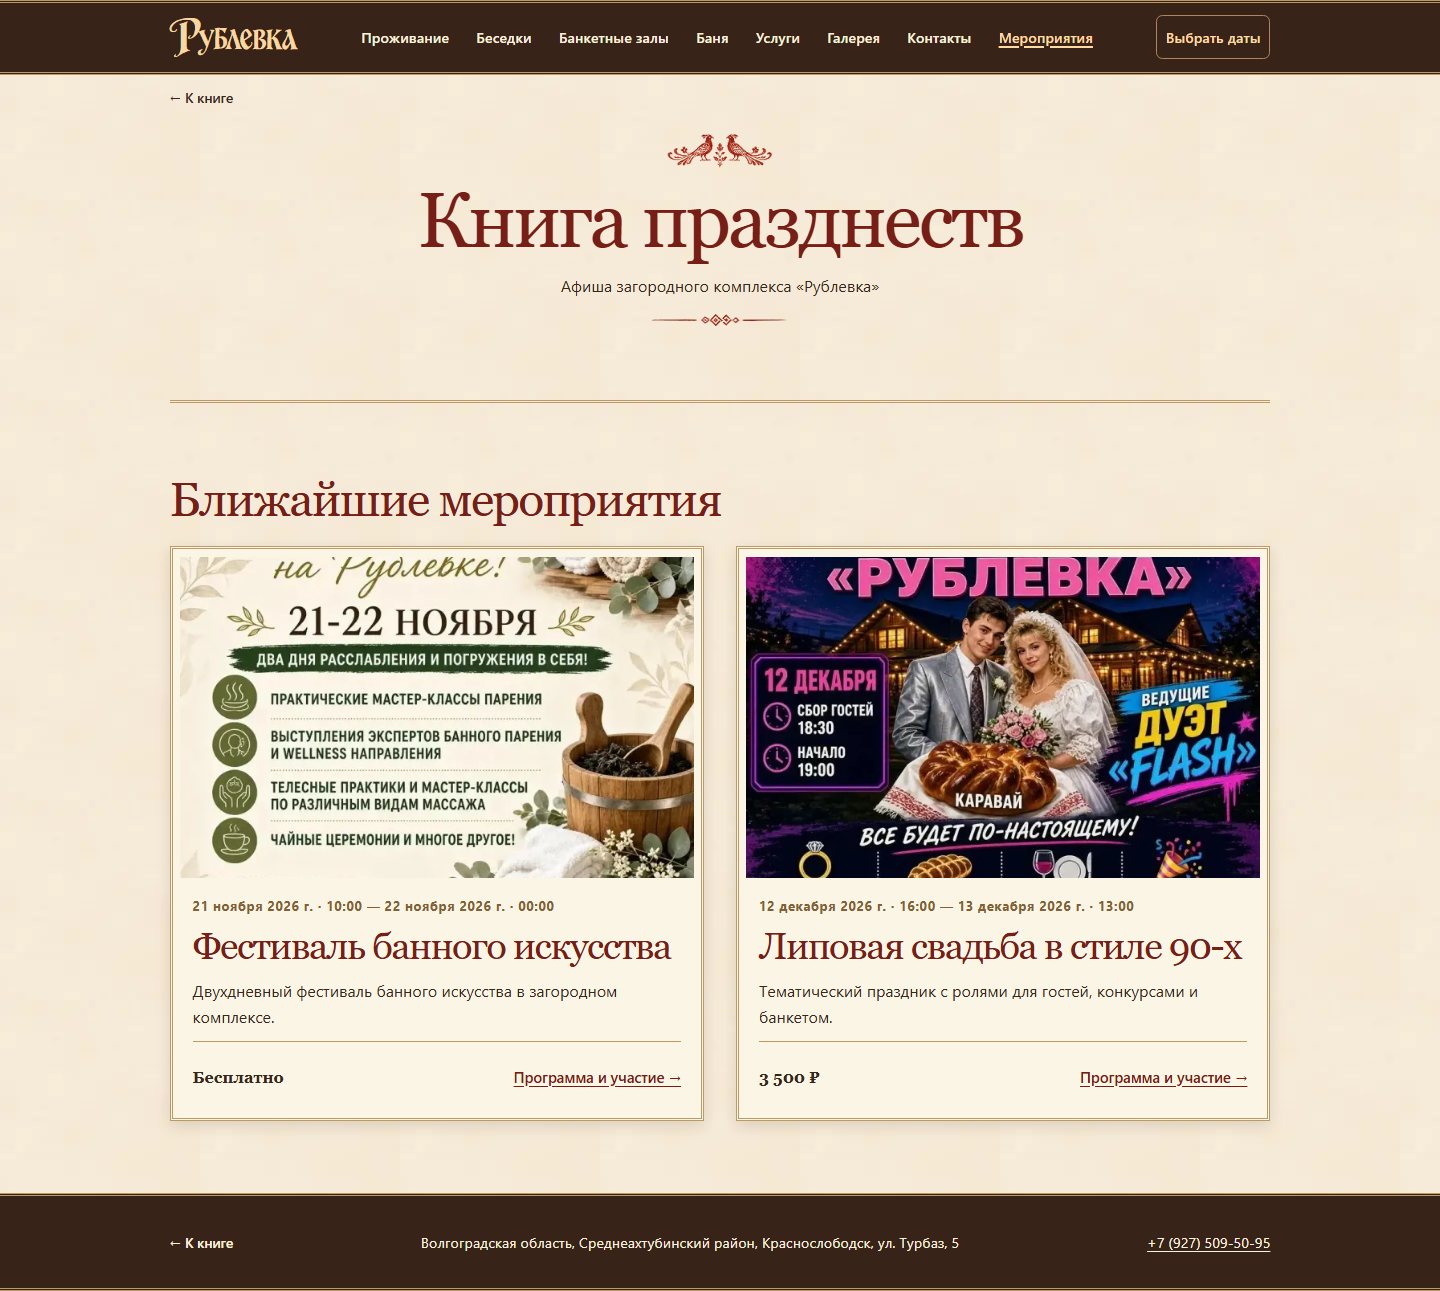 Рублевка
Проживание Беседки Банкетные залы Баня Услуги Галерея Контакты Мероприятия Выбрать даты
← К книге
Книга празднеств
Афиша загородного комплекса «Рублевка»
Ближайшие мероприятия
на Рублевке!
21-22 НОЯБРЯ
ДВА ДНЯ РАССЛАБЛЕНИЯ И ПОГРУЖЕНИЯ В СЕБЯ!
ПРАКТИЧЕСКИЕ МАСТЕР-КЛАССЫ ПАРЕНИЯ
ВЫСТУПЛЕНИЯ ЭКСПЕРТОВ БАННОГО ПАРЕНИЯ
И WELLNESS НАПРАВЛЕНИЯ
ТЕЛЕСНЫЕ ПРАКТИКИ И МАСТЕР-КЛАССЫ
ПО РАЗЛИЧНЫМ ВИДАМ МАССАЖА
ЧАЙНЫЕ ЦЕРЕМОНИИ И МНОГОЕ ДРУГОЕ!
21 ноября 2026 г. · 10:00 — 22 ноября 2026 г. · 00:00
Фестиваль банного искусства
Двухдневный фестиваль банного искусства в загородном
комплексе.
Бесплатно Программа и участие →
«РУБЛЕВКА»
12 ДЕКАБРЯ
СБОР ГОСТЕЙ
18:30
НАЧАЛО
19:00
ВЕДУЩИЕ
ДУЭТ
«FLASH»
КАРАВАЙ
ВСЕ БУДЕТ ПО-НАСТОЯЩЕМУ!
12 декабря 2026 г. · 16:00 — 13 декабря 2026 г. · 13:00
Липовая свадьба в стиле 90-х
Тематический праздник с ролями для гостей, конкурсами и
банкетом.
3 500 ₽ Программа и участие →
← К книге Волгоградская область, Среднеахтубинский район, Краснослободск, ул. Турбаз, 5 +7 (927) 509-50-95